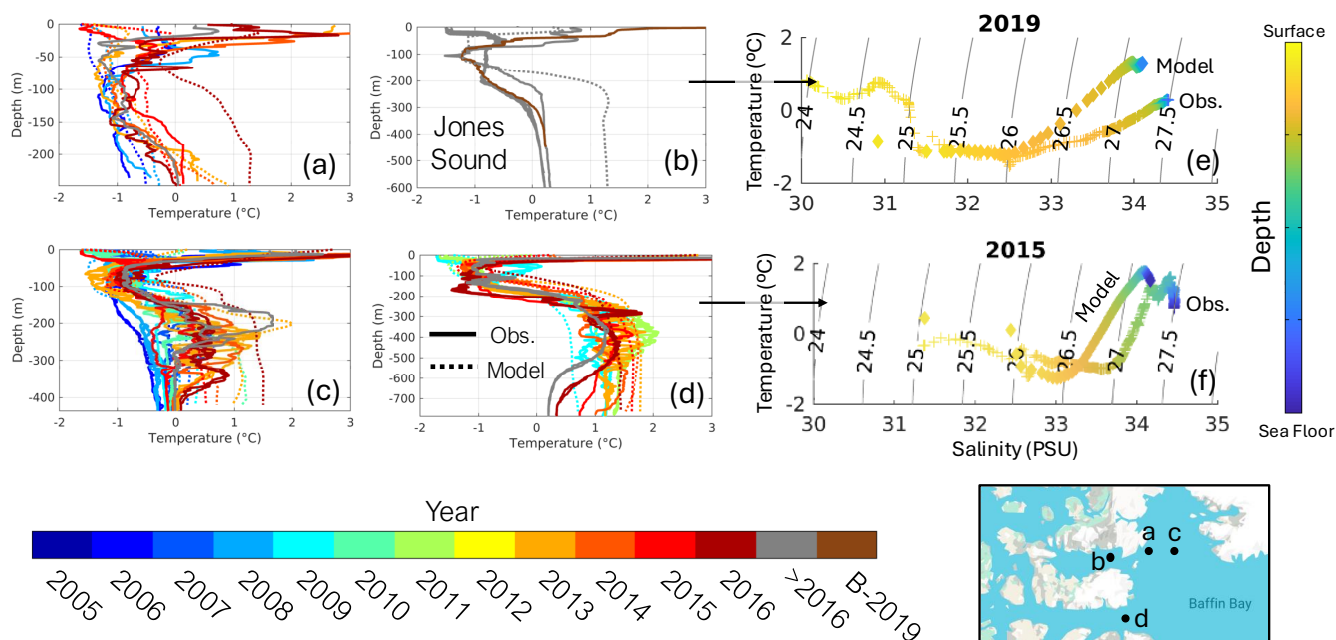 0
-50
-100
-150
-200
Depth (m)
(a)
-2 -1 0 1 2 3
Temperature (°C)
0
-100
-200
-300
-400
-500
-600
Depth (m)
Jones
Sound
(b)
-2 -1 0 1 2 3
Temperature (°C)
2019
2
0
-2
Temperature (ºC)
24 24.5 25 25.5 26 26.5 27 27.5
Model
Obs.
(e)
30 31 32 33 34 35
Surface
Depth
Sea Floor
0
-100
-200
-300
-400
Depth (m)
(c)
-2 -1 0 1 2 3
Temperature (°C)
0
-100
-200
-300
-400
-500
-600
-700
Depth (m)
Obs.
Model
(d)
-2 -1 0 1 2 3
Temperature (°C)
2015
2
0
-2
Temperature (ºC)
24 24.5 25 25.5 26 26.5 27 27.5
Model
Obs.
(f)
30 31 32 33 34 35
Salinity (PSU)
Year
2005 2006 2007 2008 2009 2010 2011 2012 2013 2014 2015 2016 >2016 B-2019
a c
b
Baffin Bay
d